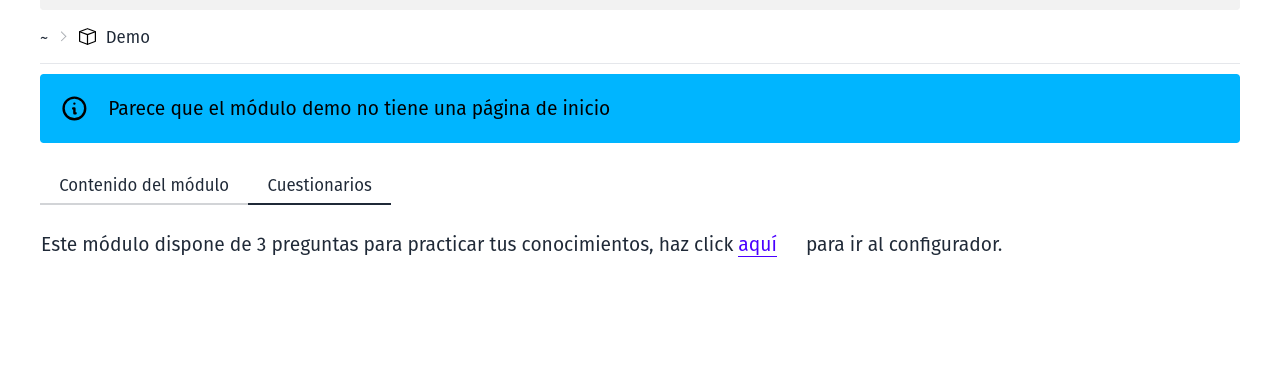 ~ > Demo
Parece que el módulo demo no tiene una página de inicio
Contenido del módulo Cuestionarios
Este módulo dispone de 3 preguntas para practicar tus conocimientos, haz click aquí para ir al configurador.